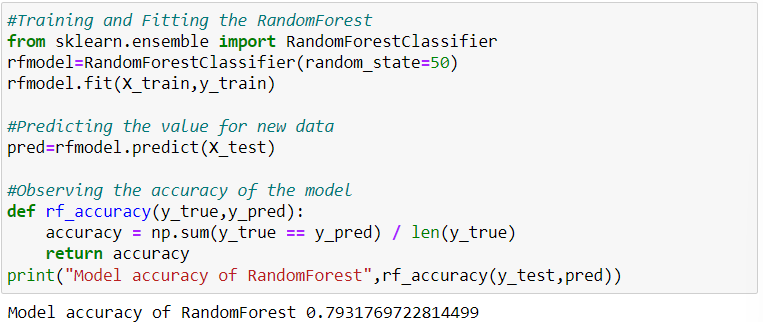 #Training and Fitting the RandomForest
from sklearn.ensemble import RandomForestClassifier
rfmodel=RandomForestClassifier(random_state=50)
rfmodel.fit(X_train,y_train)

#Predicting the value for new data
pred=rfmodel.predict(X_test)

#Observing the accuracy of the model
def rf_accuracy(y_true,y_pred):
    accuracy = np.sum(y_true == y_pred) / len(y_true)
    return accuracy
print("Model accuracy of RandomForest",rf_accuracy(y_test,pred))
Model accuracy of RandomForest 0.7931769722814499